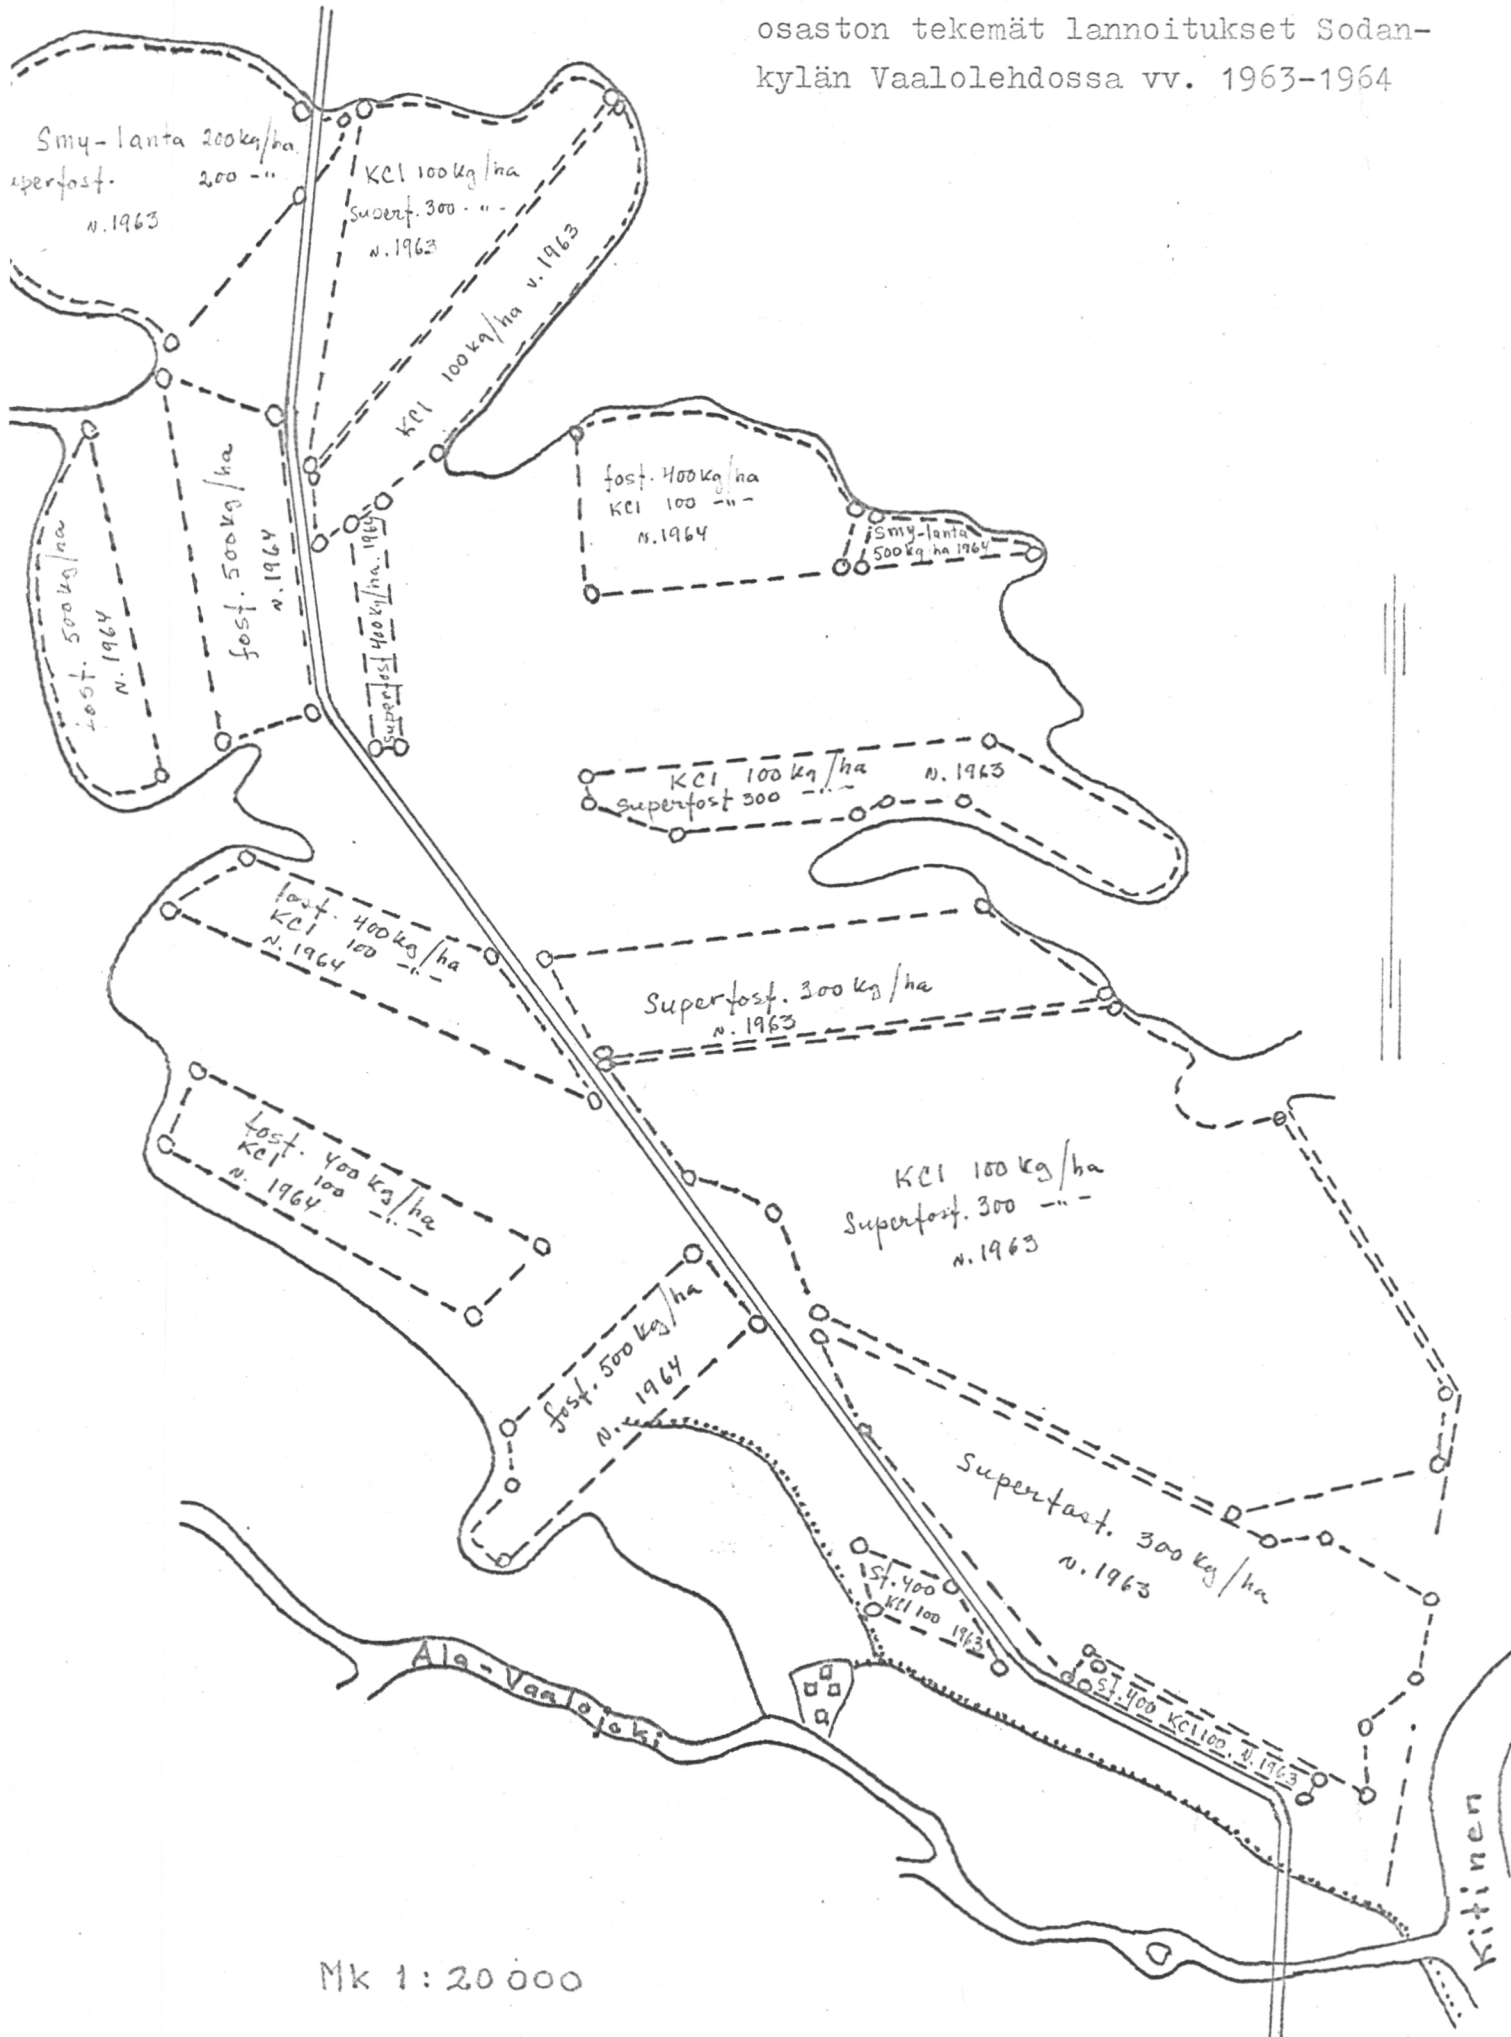 osaston tekemät lannoitukset Sodan-
kylän Vaalolehdossa vv. 1963-1964
Smy-lanta 200 kg/ha.
uperfosf. 200 -"
v. 1963
KCl 100 kg/ha
Superf. 300 - " -
v. 1963
KCl 100 kg/ha v. 1963
fosf. 500 kg/ha
v. 1964
fosf. 500 kg/ha
v. 1964
superfosf 400 kg/ha. 1964
fosf. 400 kg/ha
KCl 100 -"-
v. 1964
Smy-lanta
500 kg ha 1964
KCl 100 kg/ha v. 1963
Superfosf 300 -"-
fosf. 400 kg/ha
KCl 100 -"-
v. 1964
Superfosf. 300 kg/ha
v. 1963
fosf. 400 kg/ha
KCl 100 -"-
v. 1964
KCl 100 kg/ha
Superfosf. 300 -"-
v. 1963
fosf. 500 kg/ha
v. 1964
Superfosf. 300 kg/ha
v. 1963
Sf. 400
KCl 100 1963
Sf. 400 KCl 100. v. 1963
Ala-Vaalojoki
Kitinen
Mk 1:20 000